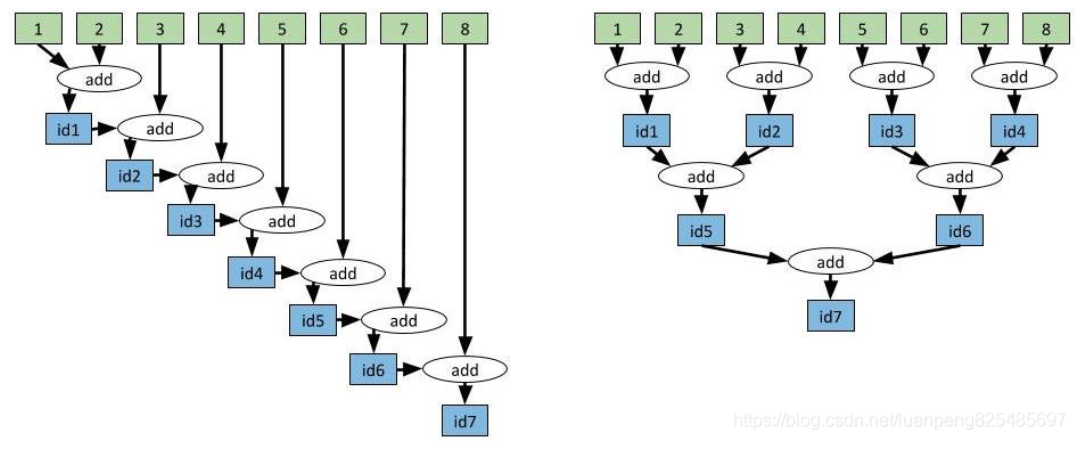 1 2 3 4 5 6 7 8
add
id1 add
id2 add
id3 add
id4 add
id5 add
id6 add
id7
1 2 3 4 5 6 7 8
add add add add
id1 id2 id3 id4
add add
id5 id6
add
id7
https://blog.csdn.net/luanpeng825485697